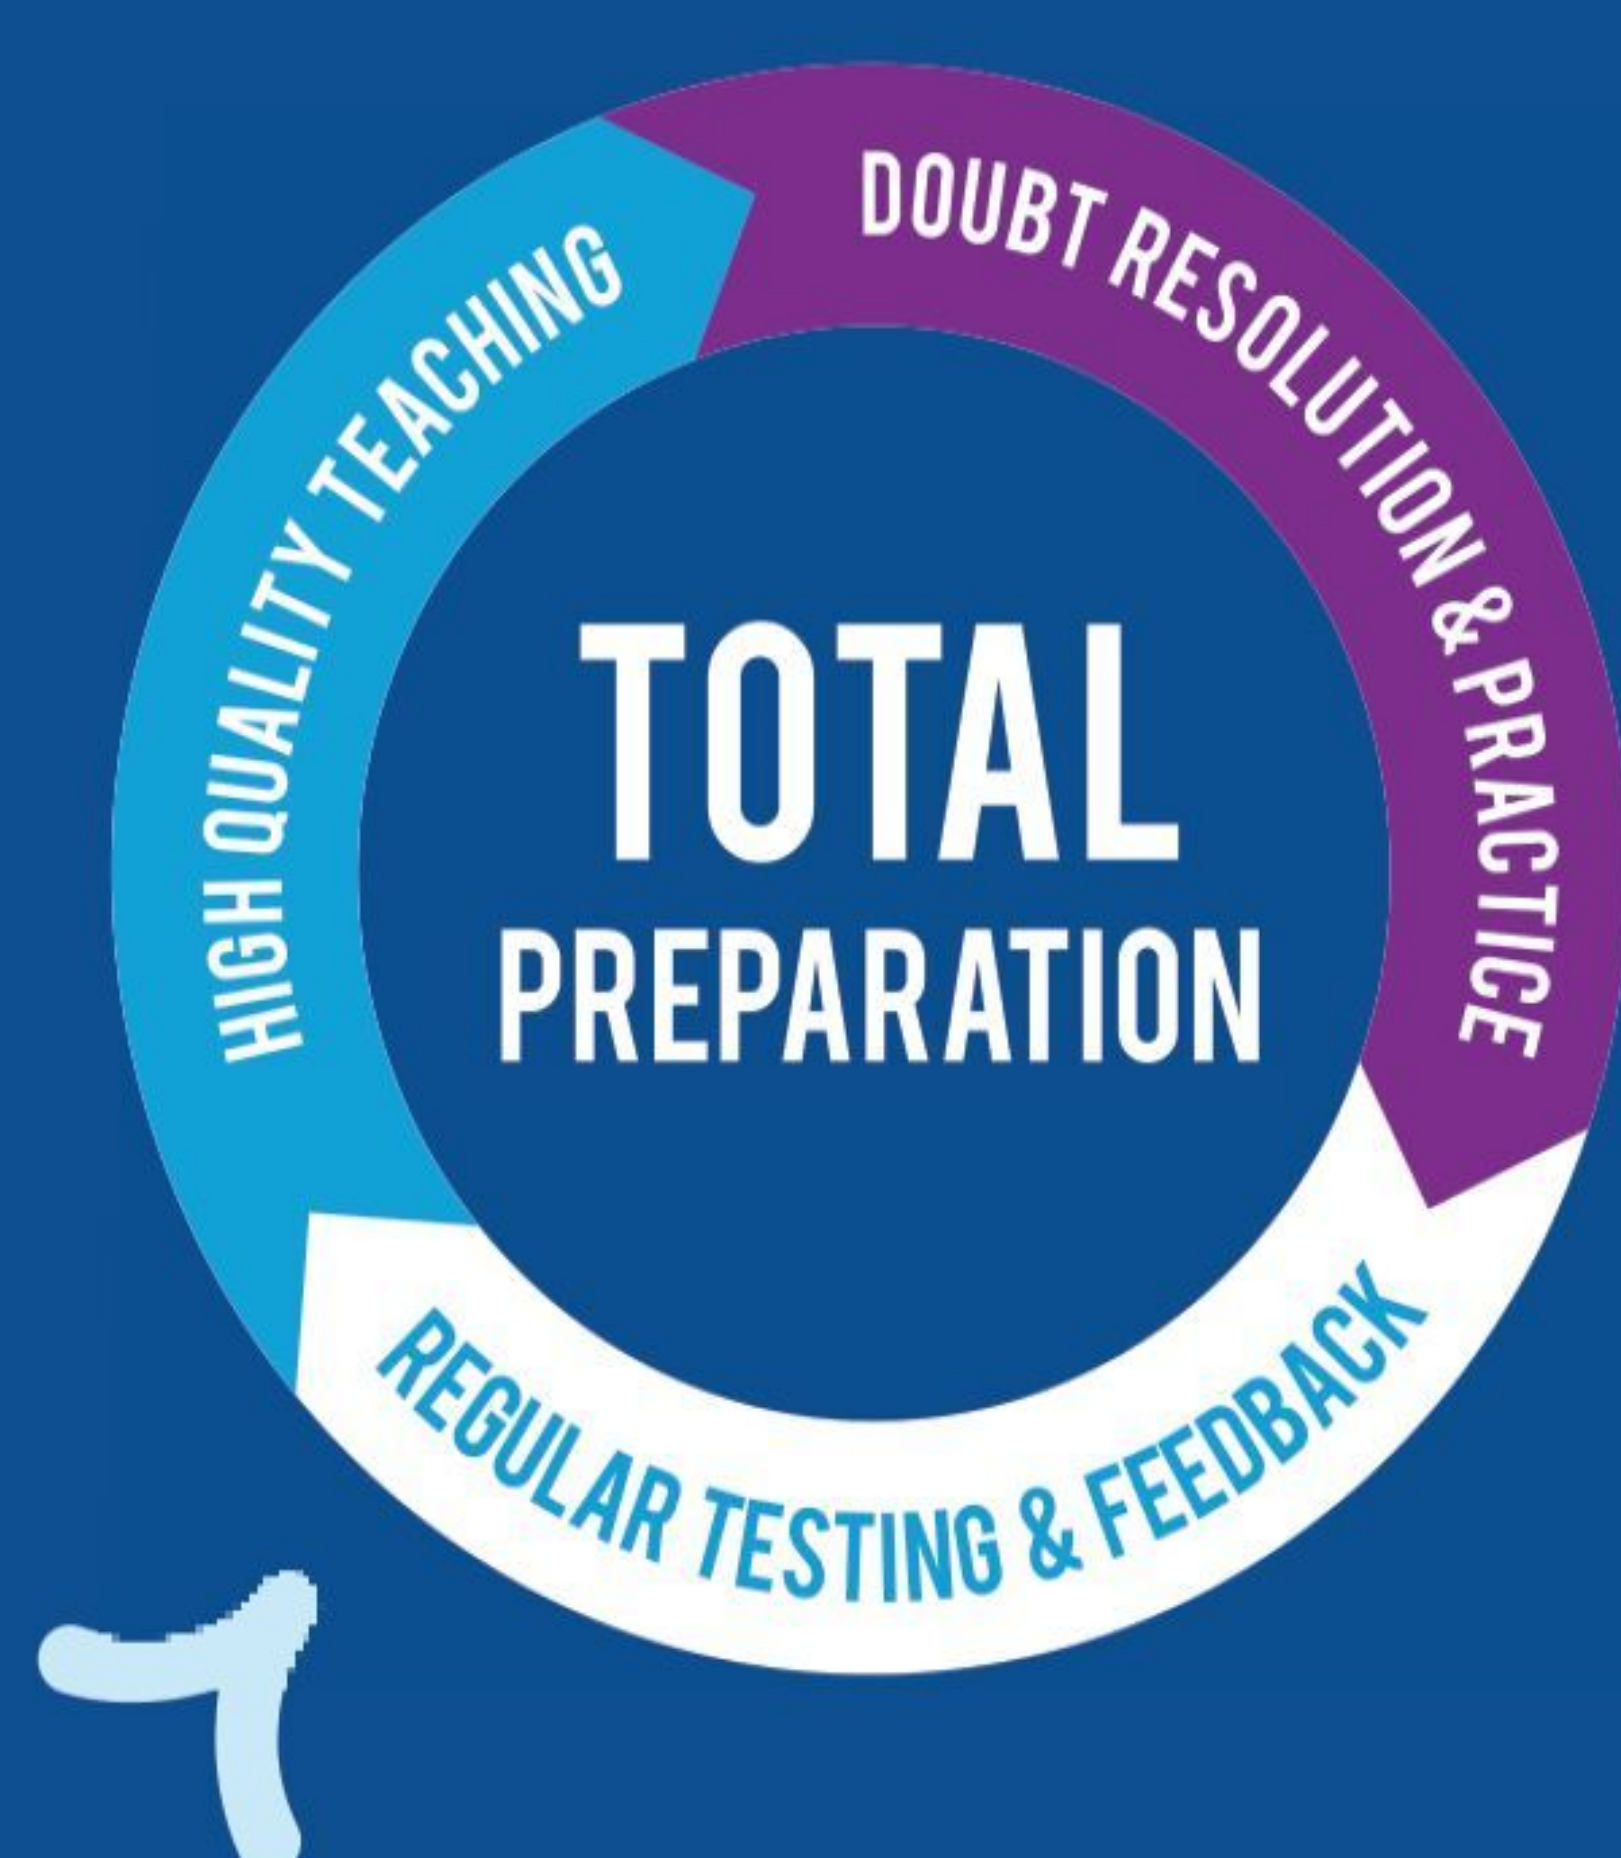 HIGH QUALITY TEACHING
DOUBT RESOLUTION & PRACTICE
TOTAL
PREPARATION
REGULAR TESTING & FEEDBACK